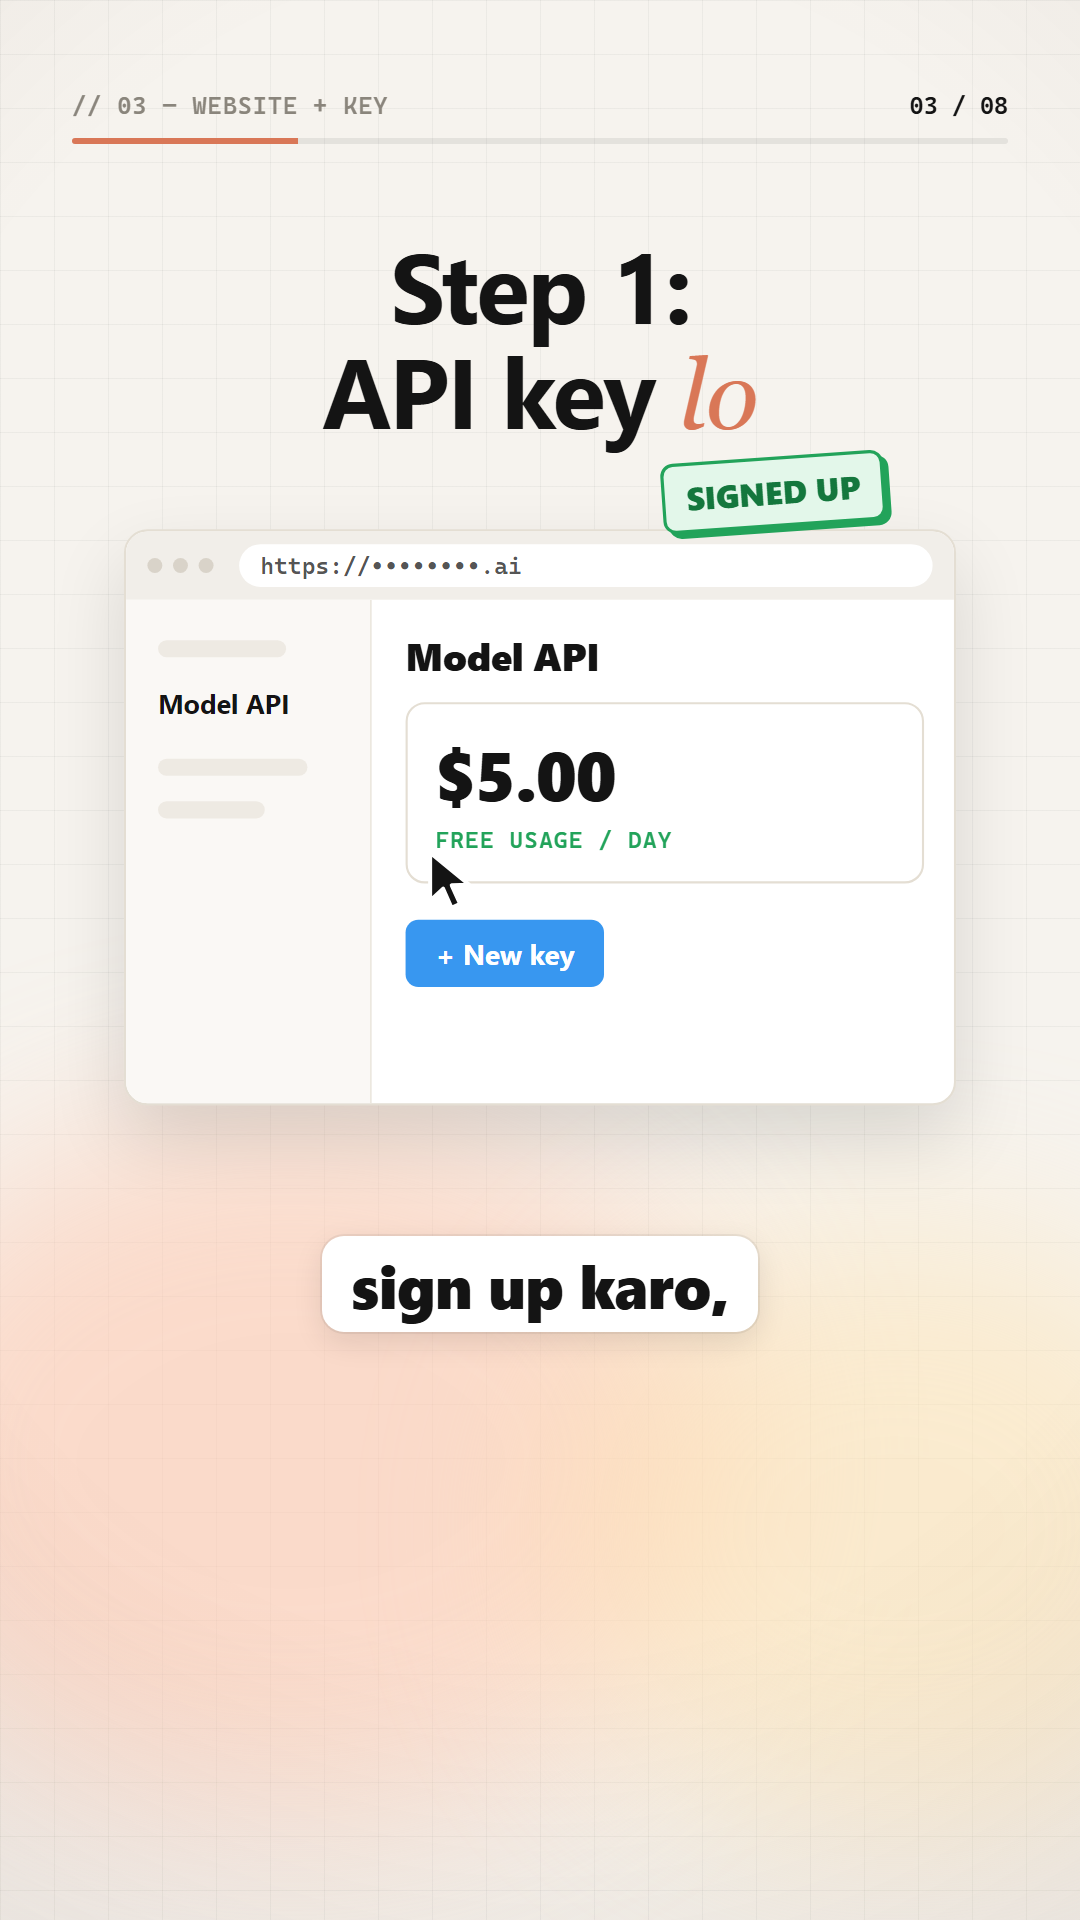 // 03 — WEBSITE + KEY
03 / 08
Step 1:
API key lo
SIGNED UP
https://••••••••.ai
Model API
Model API
$5.00
FREE USAGE / DAY
+ New key
sign up karo,